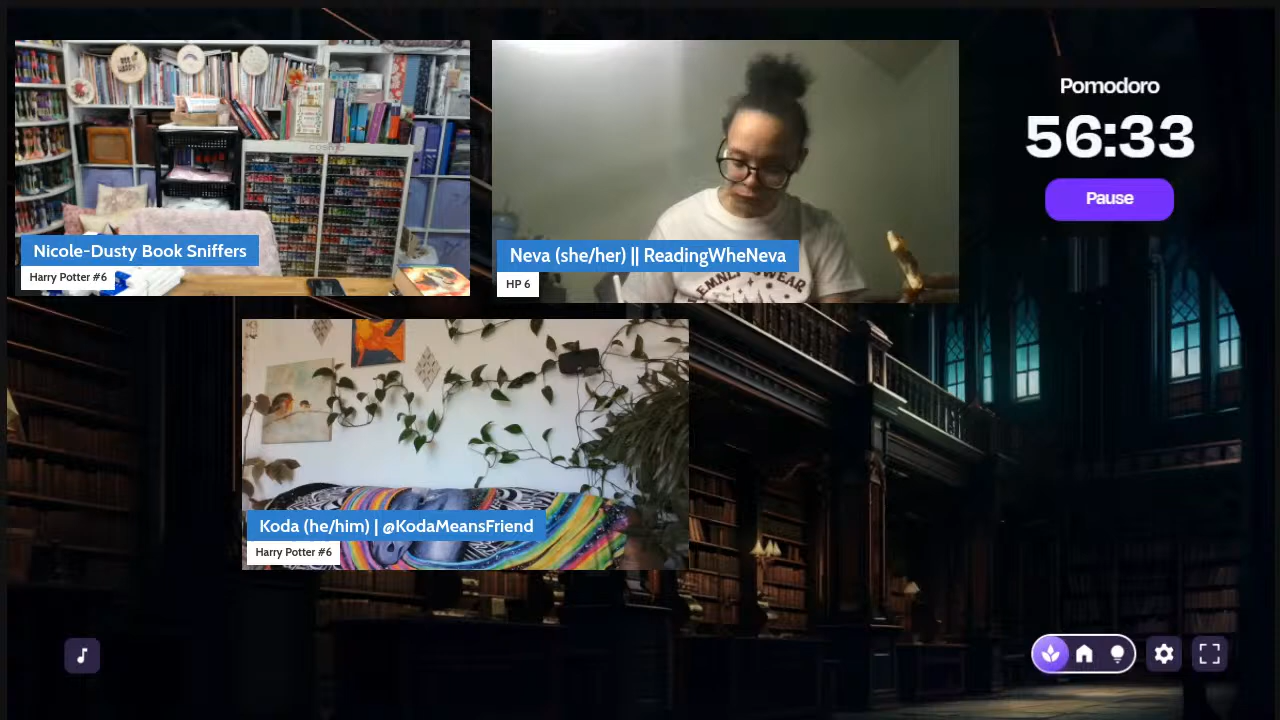 Nicole-Dusty Book Sniffers
Harry Potter #6
Neva (she/her) || ReadingWheNeva
HP 6
Koda (he/him) | @KodaMeansFriend
Harry Potter #6
Pomodoro
56:33
Pause